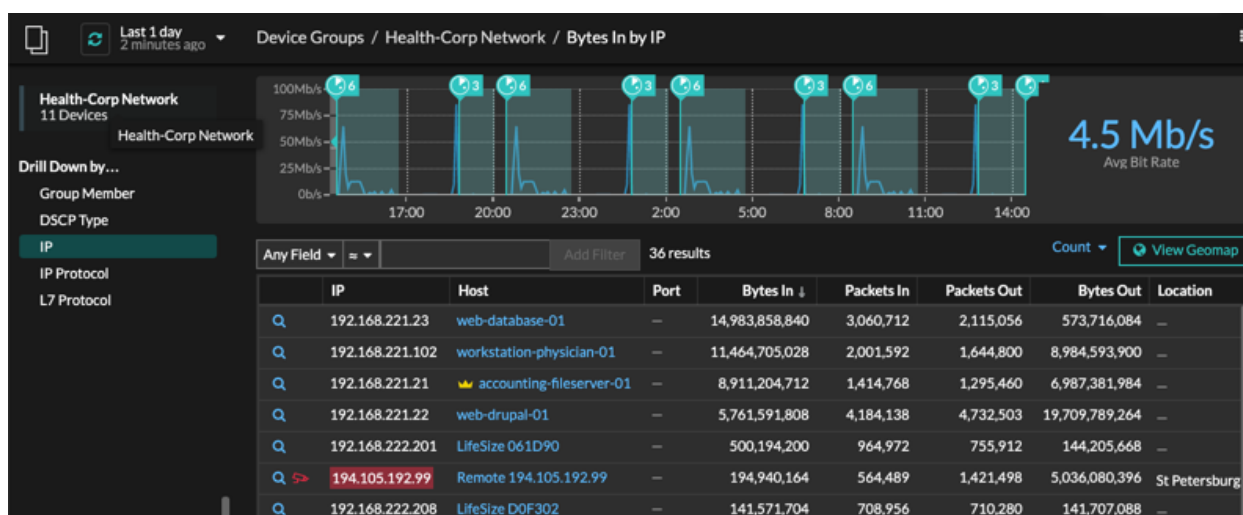 Last 1 day
2 minutes ago
Device Groups / Health-Corp Network / Bytes In by IP
Health-Corp Network
11 Devices
Health-Corp Network
Drill Down by...
Group Member
DSCP Type
IP
IP Protocol
L7 Protocol
100Mb/s
75Mb/s
50Mb/s
25Mb/s
0b/s
6 3 6 3 6 3 6 3
17:00 20:00 23:00 2:00 5:00 8:00 11:00 14:00
4.5 Mb/s
Avg Bit Rate
Any Field ≈ Add Filter 36 results Count View Geomap
IP Host Port Bytes In ↓ Packets In Packets Out Bytes Out Location
192.168.221.23 web-database-01 — 14,983,858,840 3,060,712 2,115,056 573,716,084 —
192.168.221.102 workstation-physician-01 — 11,464,705,028 2,001,592 1,644,800 8,984,593,900 —
192.168.221.21 accounting-fileserver-01 — 8,911,204,712 1,414,768 1,295,460 6,987,381,984 —
192.168.221.22 web-drupal-01 — 5,761,591,808 4,184,138 4,732,503 19,709,789,264 —
192.168.222.201 LifeSize 061D90 — 500,194,200 964,972 755,912 144,205,668 —
194.105.192.99 Remote 194.105.192.99 — 194,940,164 564,489 1,421,498 5,036,080,396 St Petersburg
192.168.222.208 LifeSize D0F302 — 141,571,704 708,956 710,280 141,707,088 —